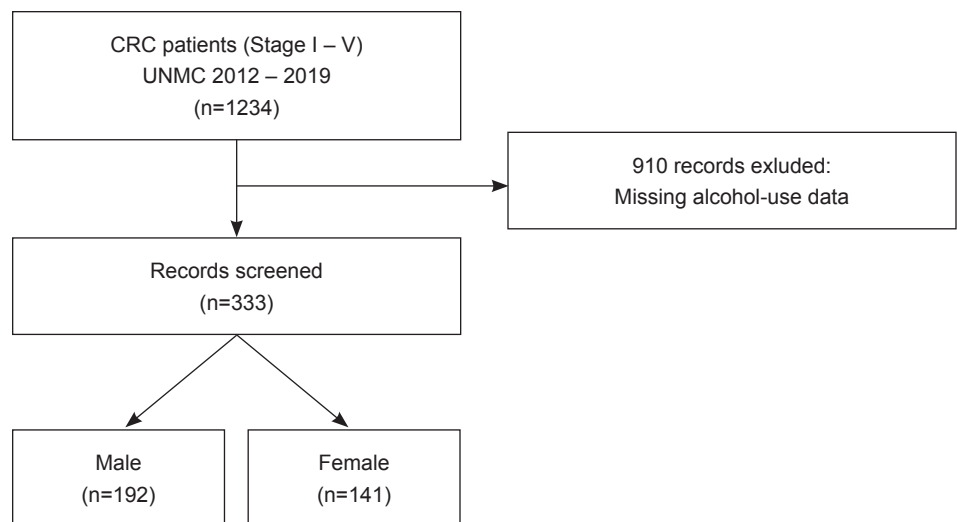 CRC patients (Stage I – V)
UNMC 2012 – 2019
(n=1234)
910 records exluded:
Missing alcohol-use data
Records screened
(n=333)
Male
(n=192)
Female
(n=141)